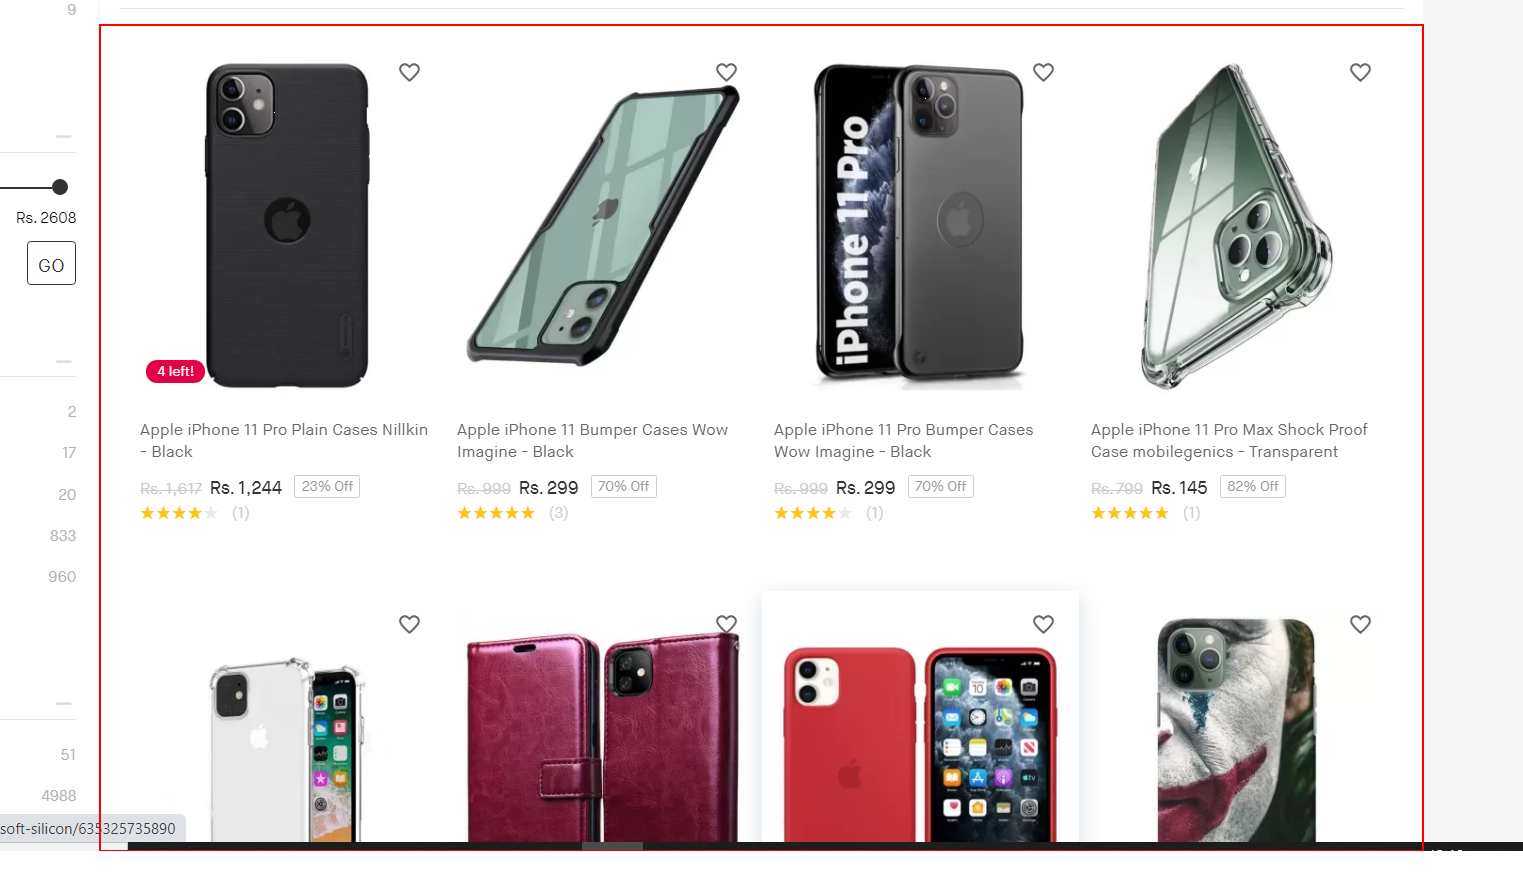 9
Rs. 2608
GO
iPhone 11 Pro
4 left!
Apple iPhone 11 Pro Plain Cases Nillkin
- Black
Rs. 1,617 Rs. 1,244 23% Off
(1)
Apple iPhone 11 Bumper Cases Wow
Imagine - Black
Rs. 999 Rs. 299 70% Off
(3)
Apple iPhone 11 Pro Bumper Cases
Wow Imagine - Black
Rs. 999 Rs. 299 70% Off
(1)
Apple iPhone 11 Pro Max Shock Proof
Case mobilegenics - Transparent
Rs. 799 Rs. 145 82% Off
(1)
2
17
20
833
960
51
4988
soft-silicon/635325735890